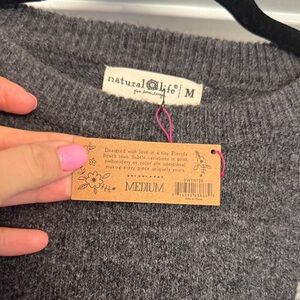 natural life® M
Designed with love in a tiny Florida
beach town. Subtle variations in print,
embroidery or color are intentional
making every piece uniquely yours.
MEDIUM